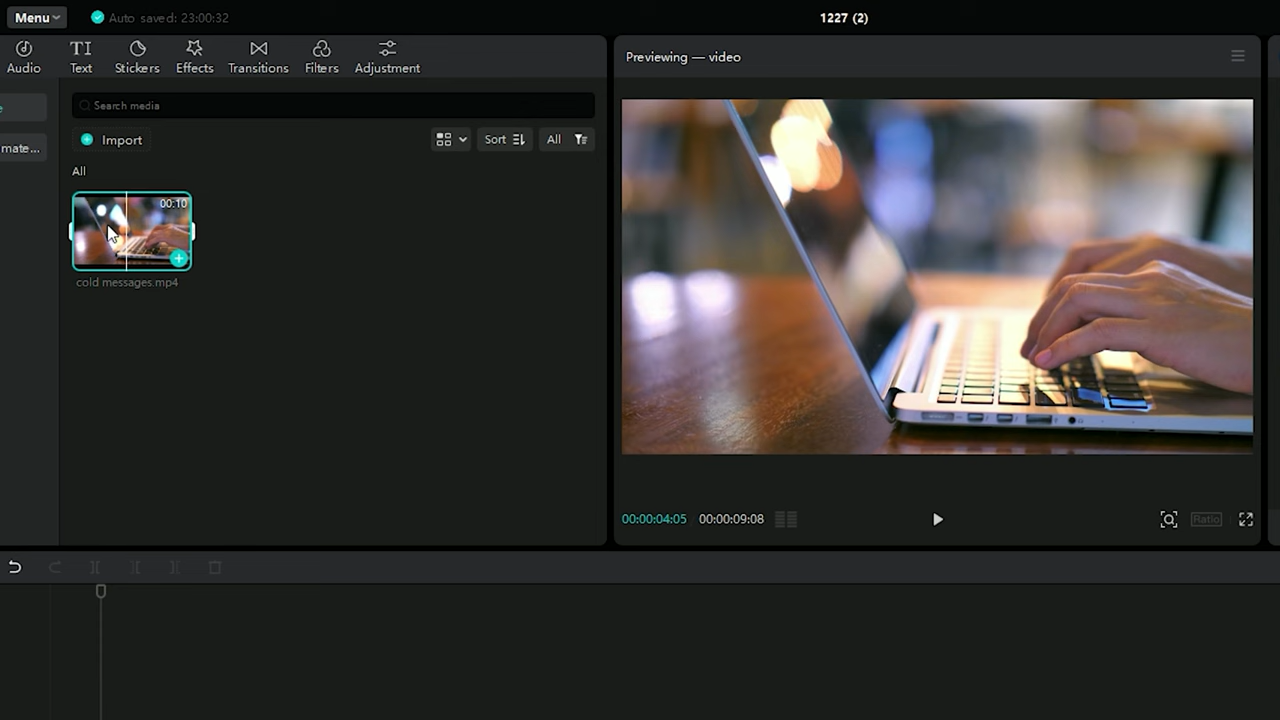 Menu
Auto saved: 23:00:32
1227 (2)
Audio
Text
Stickers
Effects
Transitions
Filters
Adjustment
Previewing — video
Search media
mate...
Import
Sort
All
All
00:10
cold messages.mp4
00:00:04:05
00:00:09:08
Ratio